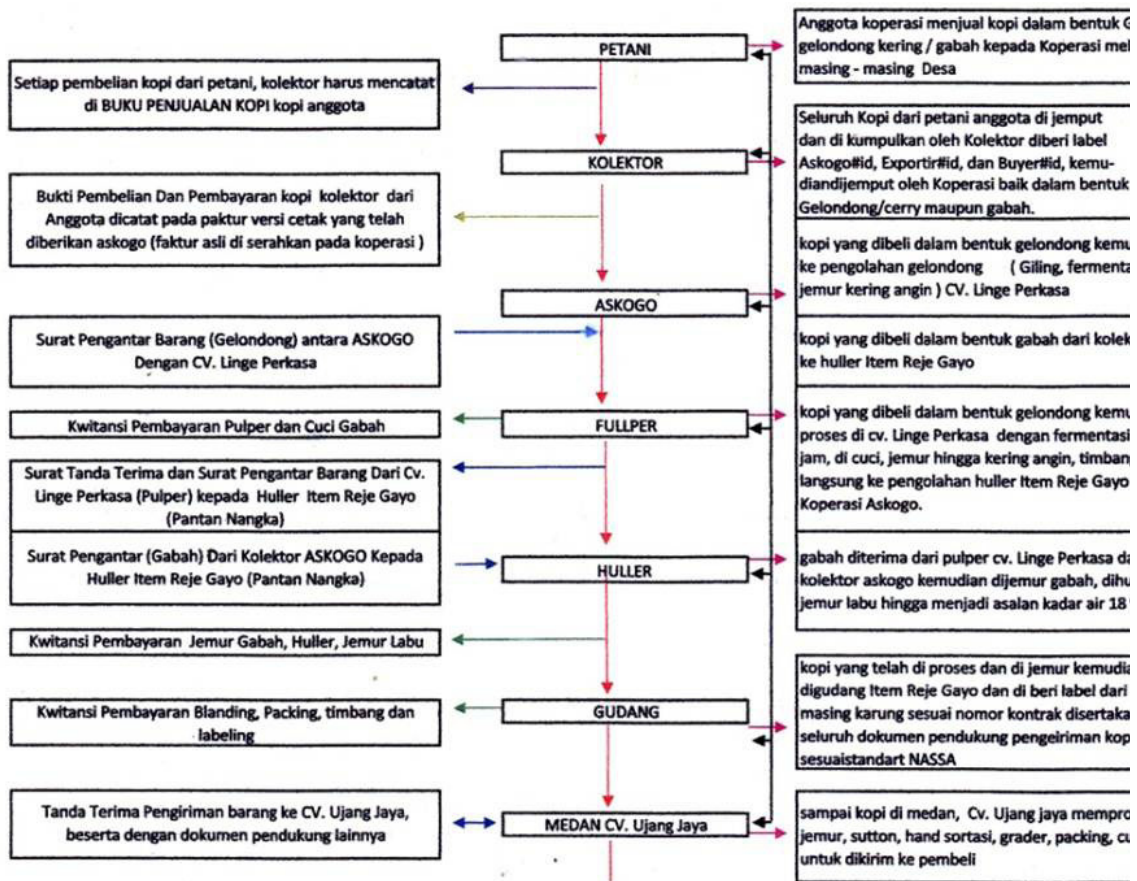 PETANI
Anggota koperasi menjual kopi dalam bentuk
gelondong kering / gabah kepada Koperasi
masing - masing Desa
Setiap pembelian kopi dari petani, kolektor harus mencatat
di BUKU PENJUALAN KOPI kopi anggota
KOLEKTOR
Seluruh Kopi dari petani anggota di jemput
dan di kumpulkan oleh Kolektor diberi label
Askogo#id, Exportir#id, dan Buyer#id, kemu-
diandijemput oleh Koperasi baik dalam bentuk
Gelondong/cerry maupun gabah.
Bukti Pembelian Dan Pembayaran kopi kolektor dari
Anggota dicatat pada paktur versi cetak yang telah
diberikan askogo (faktur asli di serahkan pada koperasi )
ASKOGO
kopi yang dibeli dalam bentuk gelondong
ke pengolahan gelondong ( Giling,
jemur kering angin ) CV. Linge Perkasa
Surat Pengantar Barang (Gelondong) antara ASKOGO
Dengan CV. Linge Perkasa
kopi yang dibeli dalam bentuk gabah dari
ke huller Item Reje Gayo
Kwitansi Pembayaran Pulper dan Cuci Gabah
FULLPER
kopi yang dibeli dalam bentuk gelondong
proses di cv. Linge Perkasa dengan fermentasi
jam, di cuci, jemur hingga kering angin,
langsung ke pengolahan huller Item Reje Gayo
Koperasi Askogo.
Surat Tanda Terima dan Surat Pengantar Barang Dari Cv.
Linge Perkasa (Pulper) kepada Huller Item Reje Gayo
(Pantan Nangka)
Surat Pengantar (Gabah) Dari Kolektor ASKOGO Kepada
Huller Item Reje Gayo (Pantan Nangka)
HULLER
gabah diterima dari pulper cv. Linge Perkasa
kolektor askogo kemudian dijemur gabah,
jemur labu hingga menjadi asalan kadar air 18
Kwitansi Pembayaran Jemur Gabah, Huller, Jemur Labu
Kwitansi Pembayaran Blanding, Packing, timbang dan
labeling
GUDANG
kopi yang telah di proses dan di jemur
digudang Item Reje Gayo dan di beri label dari
masing karung sesuai nomor kontrak
seluruh dokumen pendukung pengeiriman
sesuaistandart NASSA
Tanda Terima Pengiriman barang ke CV. Ujang Jaya,
beserta dengan dokumen pendukung lainnya
MEDAN CV. Ujang Jaya
sampai kopi di medan, Cv. Ujang jaya
jemur, sutton, hand sortasi, grader, packing,
untuk dikirim ke pembeli